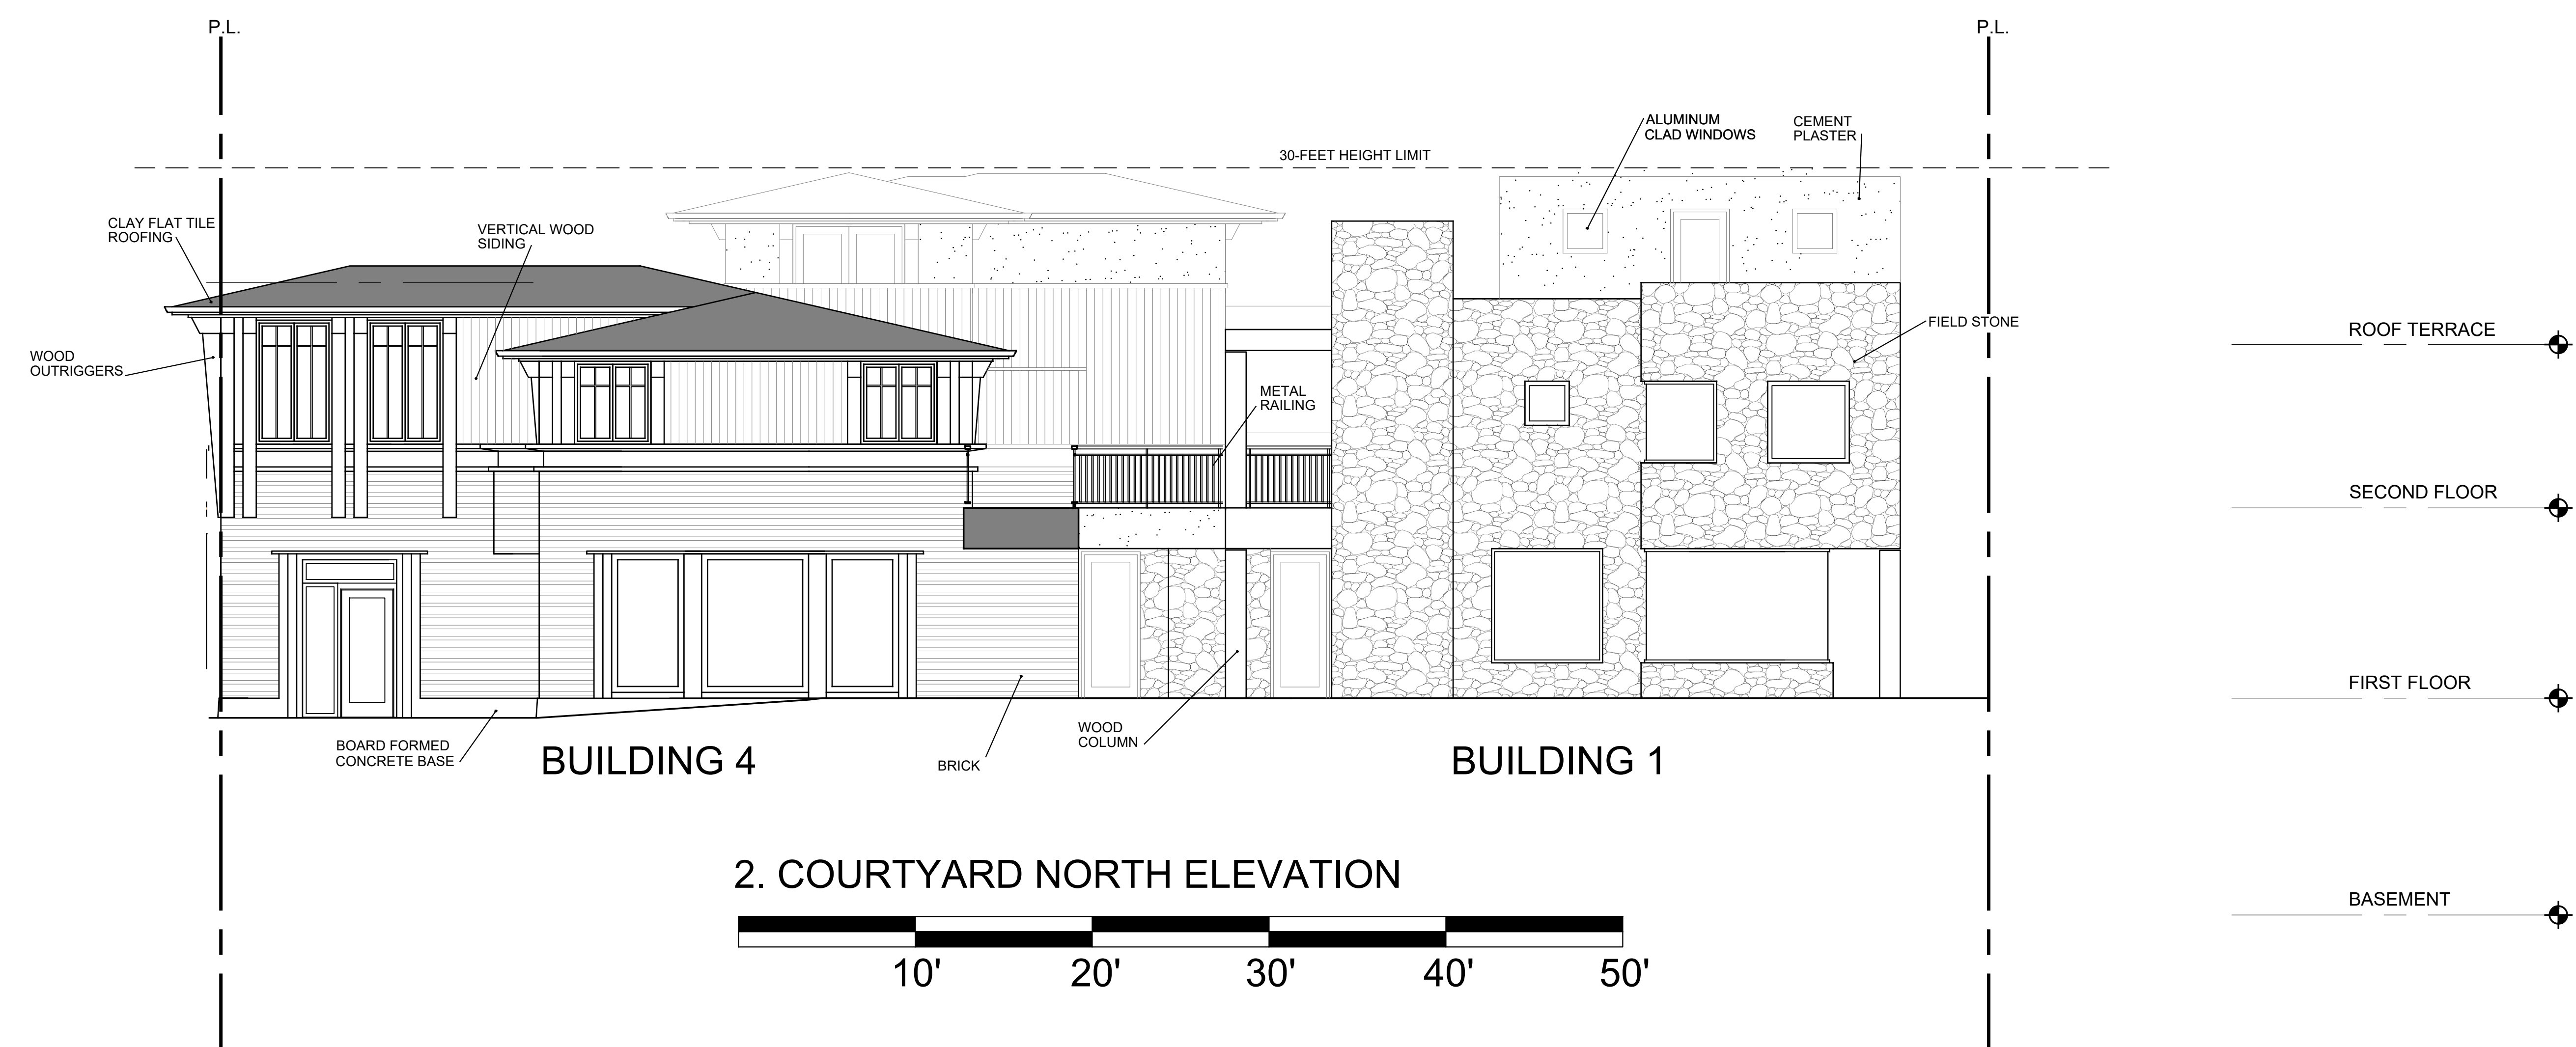 P.L.
P.L.
ALUMINUM
CLAD WINDOWS
CEMENT
PLASTER
30-FEET HEIGHT LIMIT
CLAY FLAT TILE
ROOFING
VERTICAL WOOD
SIDING
FIELD STONE
ROOF TERRACE
WOOD
OUTRIGGERS
METAL
RAILING
SECOND FLOOR
FIRST FLOOR
WOOD
COLUMN
BOARD FORMED
CONCRETE BASE
BUILDING 4
BRICK
BUILDING 1
2. COURTYARD NORTH ELEVATION
BASEMENT
10' 20' 30' 40' 50'